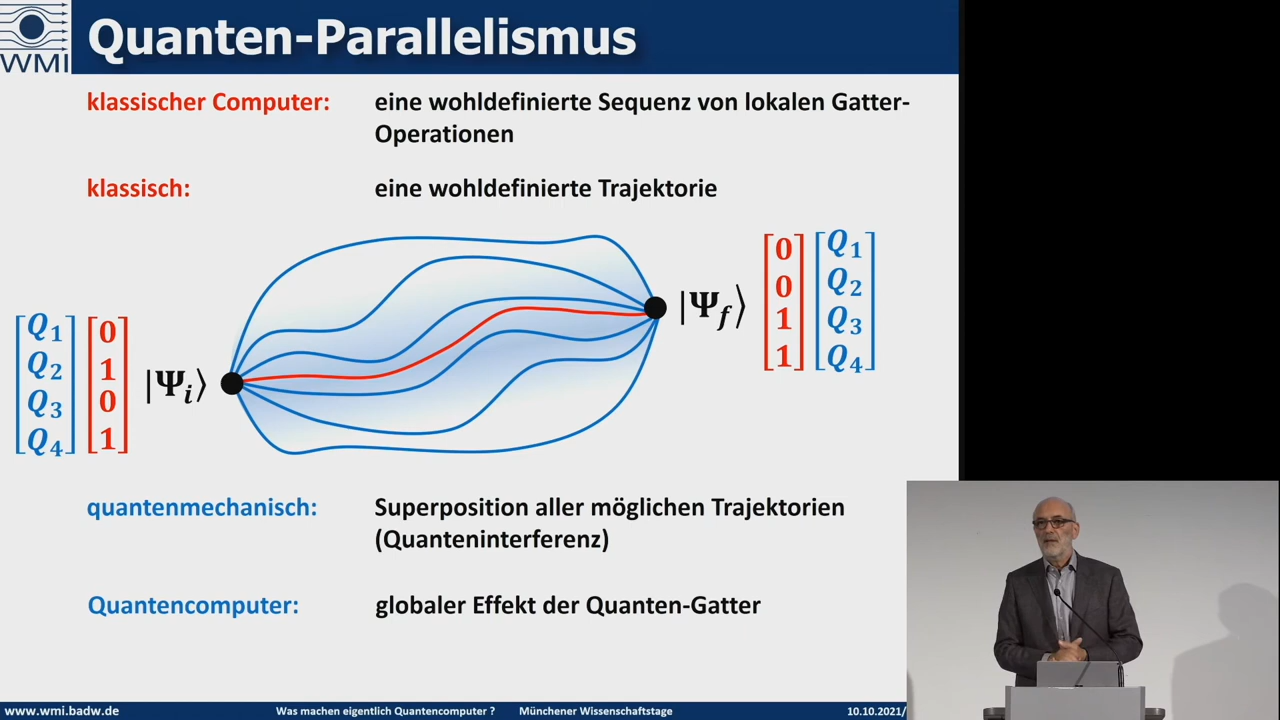 WMI
Quanten-Parallelismus
klassischer Computer: eine wohldefinierte Sequenz von lokalen Gatter-
Operationen
klassisch: eine wohldefinierte Trajektorie
Q1 0
Q2 1
Q3 0
Q4 1
|Ψi⟩
|Ψf⟩
0 Q1
0 Q2
1 Q3
1 Q4
quantenmechanisch: Superposition aller möglichen Trajektorien
(Quanteninterferenz)
Quantencomputer: globaler Effekt der Quanten-Gatter
www.wmi.badw.de Was machen eigentlich Quantencomputer ? Münchener Wissenschaftstage 10.10.2021/